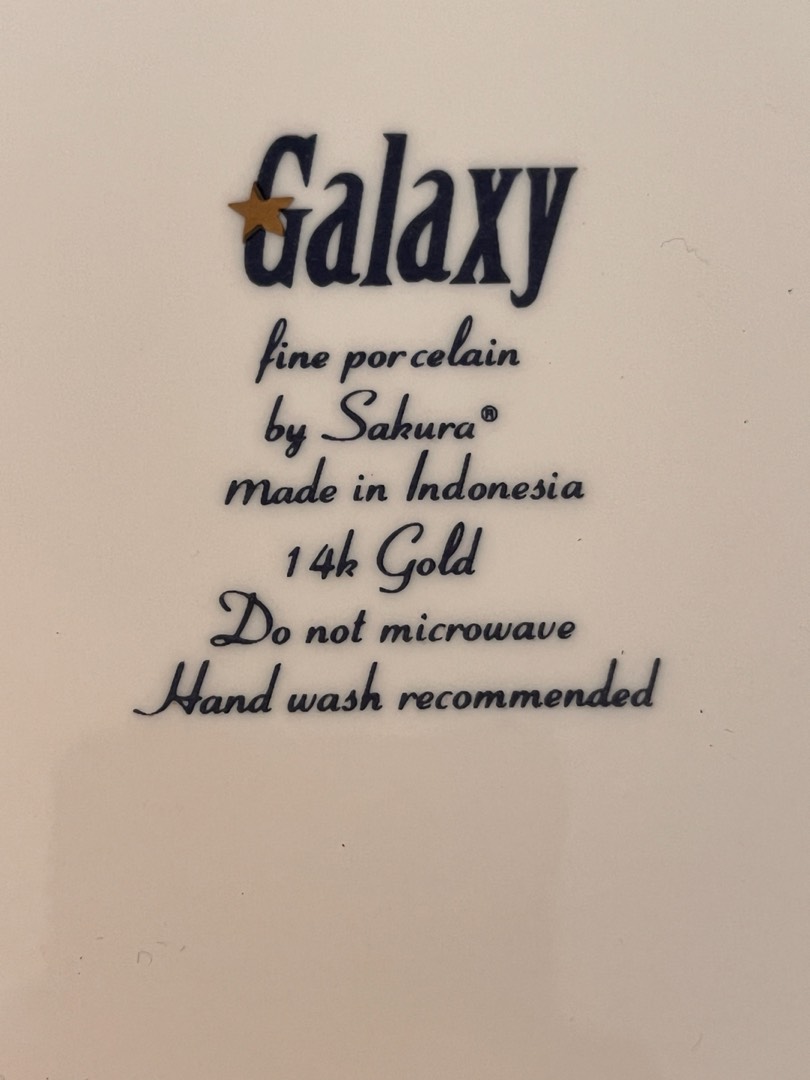 Galaxy
fine porcelain
by Sakura®
made in Indonesia
14k Gold
Do not microwave
Hand wash recommended